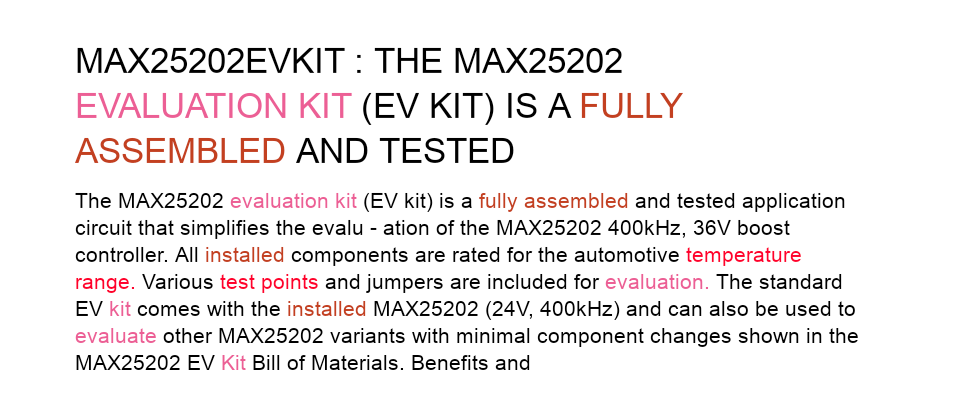 MAX25202EVKIT : THE MAX25202
EVALUATION KIT (EV KIT) IS A FULLY
ASSEMBLED AND TESTED
The MAX25202 evaluation kit (EV kit) is a fully assembled and tested application
circuit that simplifies the evalu - ation of the MAX25202 400kHz, 36V boost
controller. All installed components are rated for the automotive temperature
range. Various test points and jumpers are included for evaluation. The standard
EV kit comes with the installed MAX25202 (24V, 400kHz) and can also be used to
evaluate other MAX25202 variants with minimal component changes shown in the
MAX25202 EV Kit Bill of Materials. Benefits and